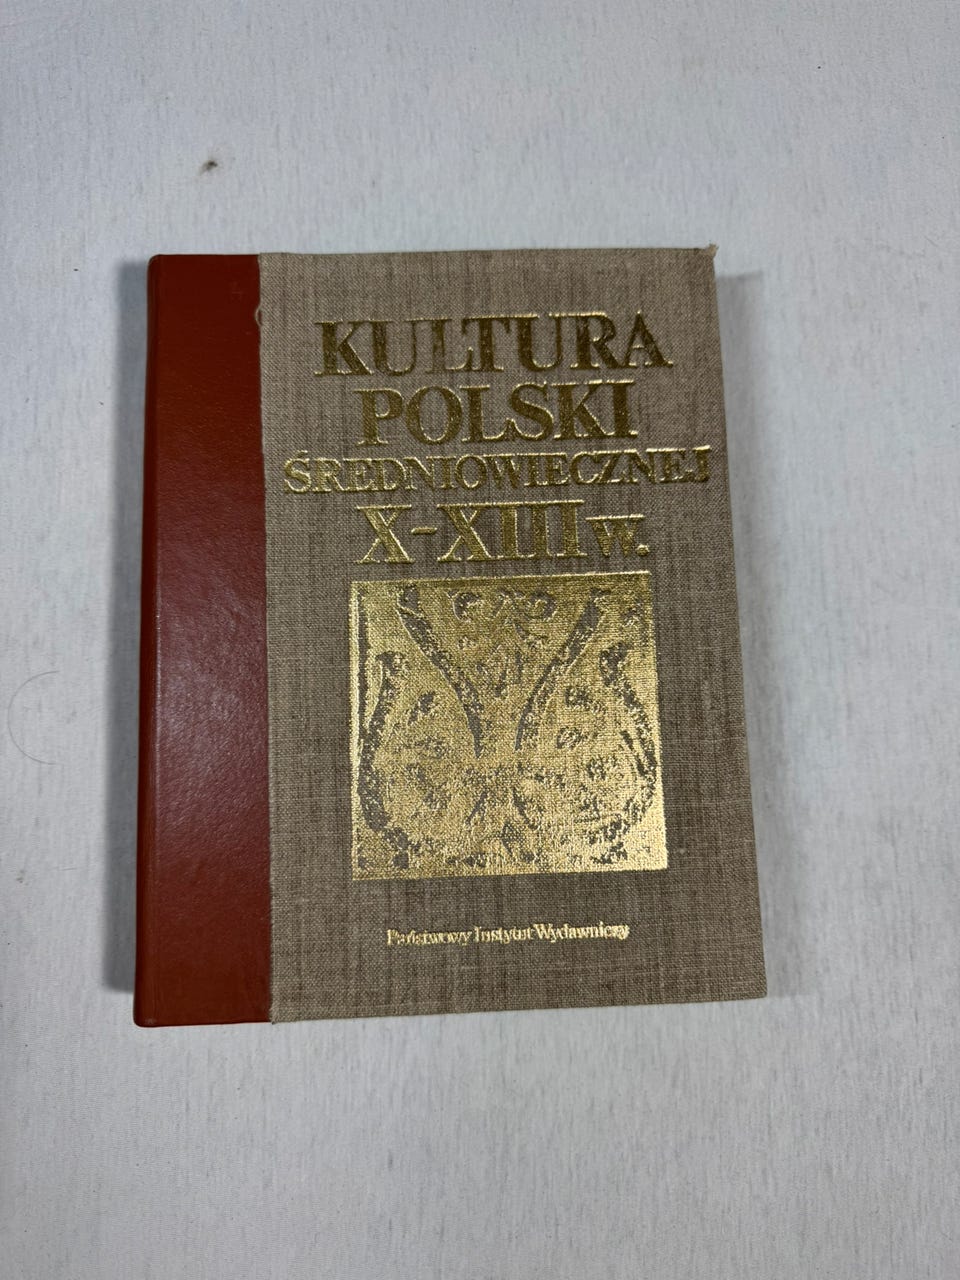 KULTURA
POLSKI
ŚREDNIOWIECZNEJ
X-XIII w.
Państwowy Instytut Wydawniczy